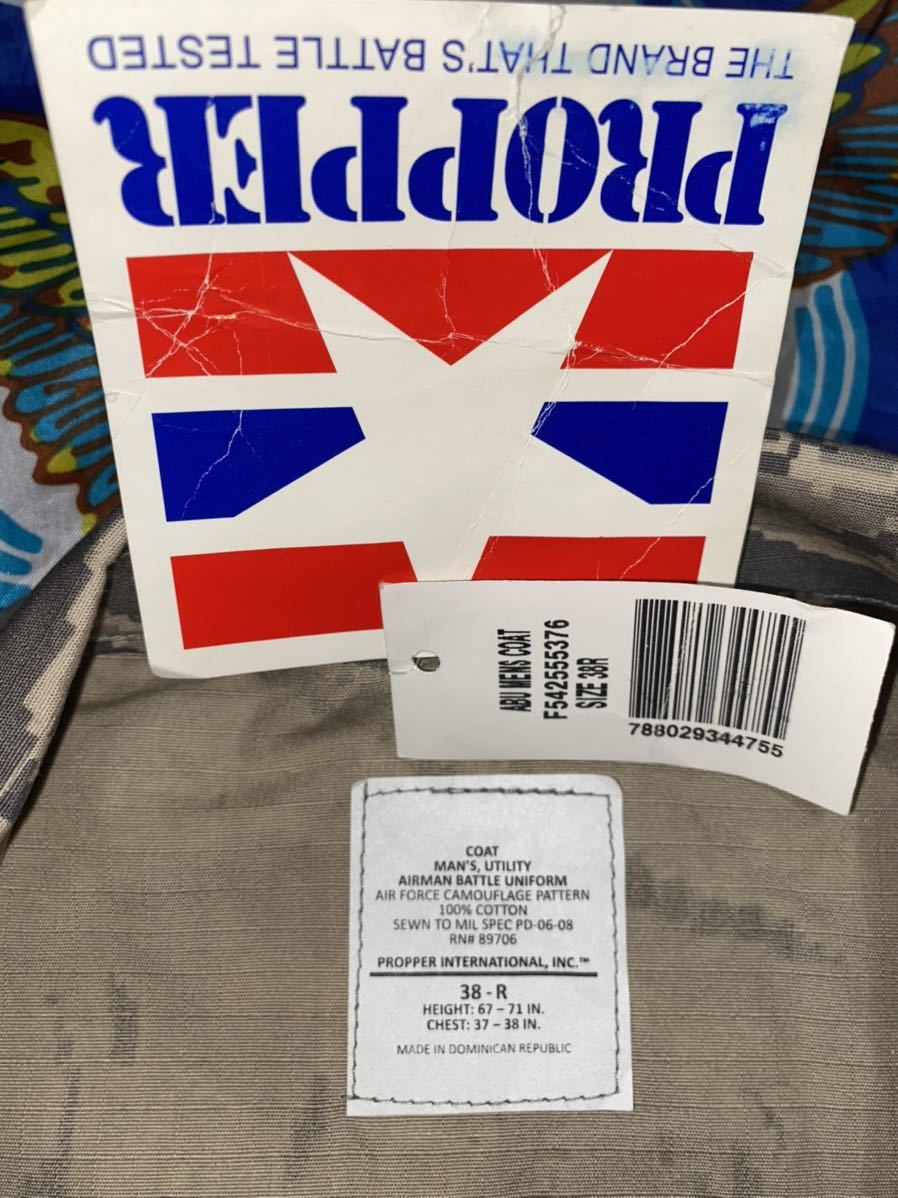 THE BRAND THAT'S BATTLE TESTED
PROPPER
ABU MENS COAT
F542555376
SIZE 38R
788029344755
COAT
MAN'S, UTILITY
AIRMAN BATTLE UNIFORM
AIR FORCE CAMOUFLAGE PATTERN
100% COTTON
SEWN TO MIL SPEC PD-06-08
RN# 89706
PROPPER INTERNATIONAL, INC.™
38 - R
HEIGHT: 67 – 71 IN.
CHEST: 37 – 38 IN.
MADE IN DOMINICAN REPUBLIC